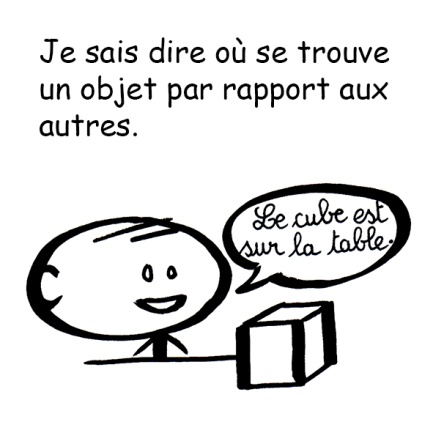 Je sais dire où se trouve
un objet par rapport aux
autres.
Le cube est
sur la table.